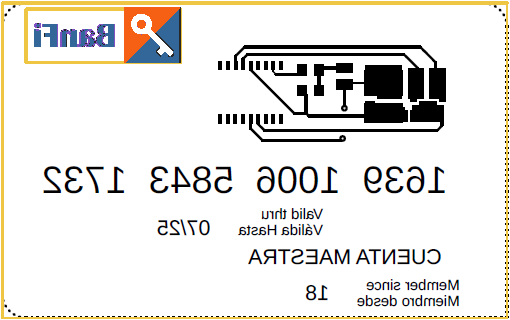 BanFi
1639 1006 5843 1732
Valid thru
Válida Hasta 07/25
CUENTA MAESTRA
Member since
Miembro desde 18